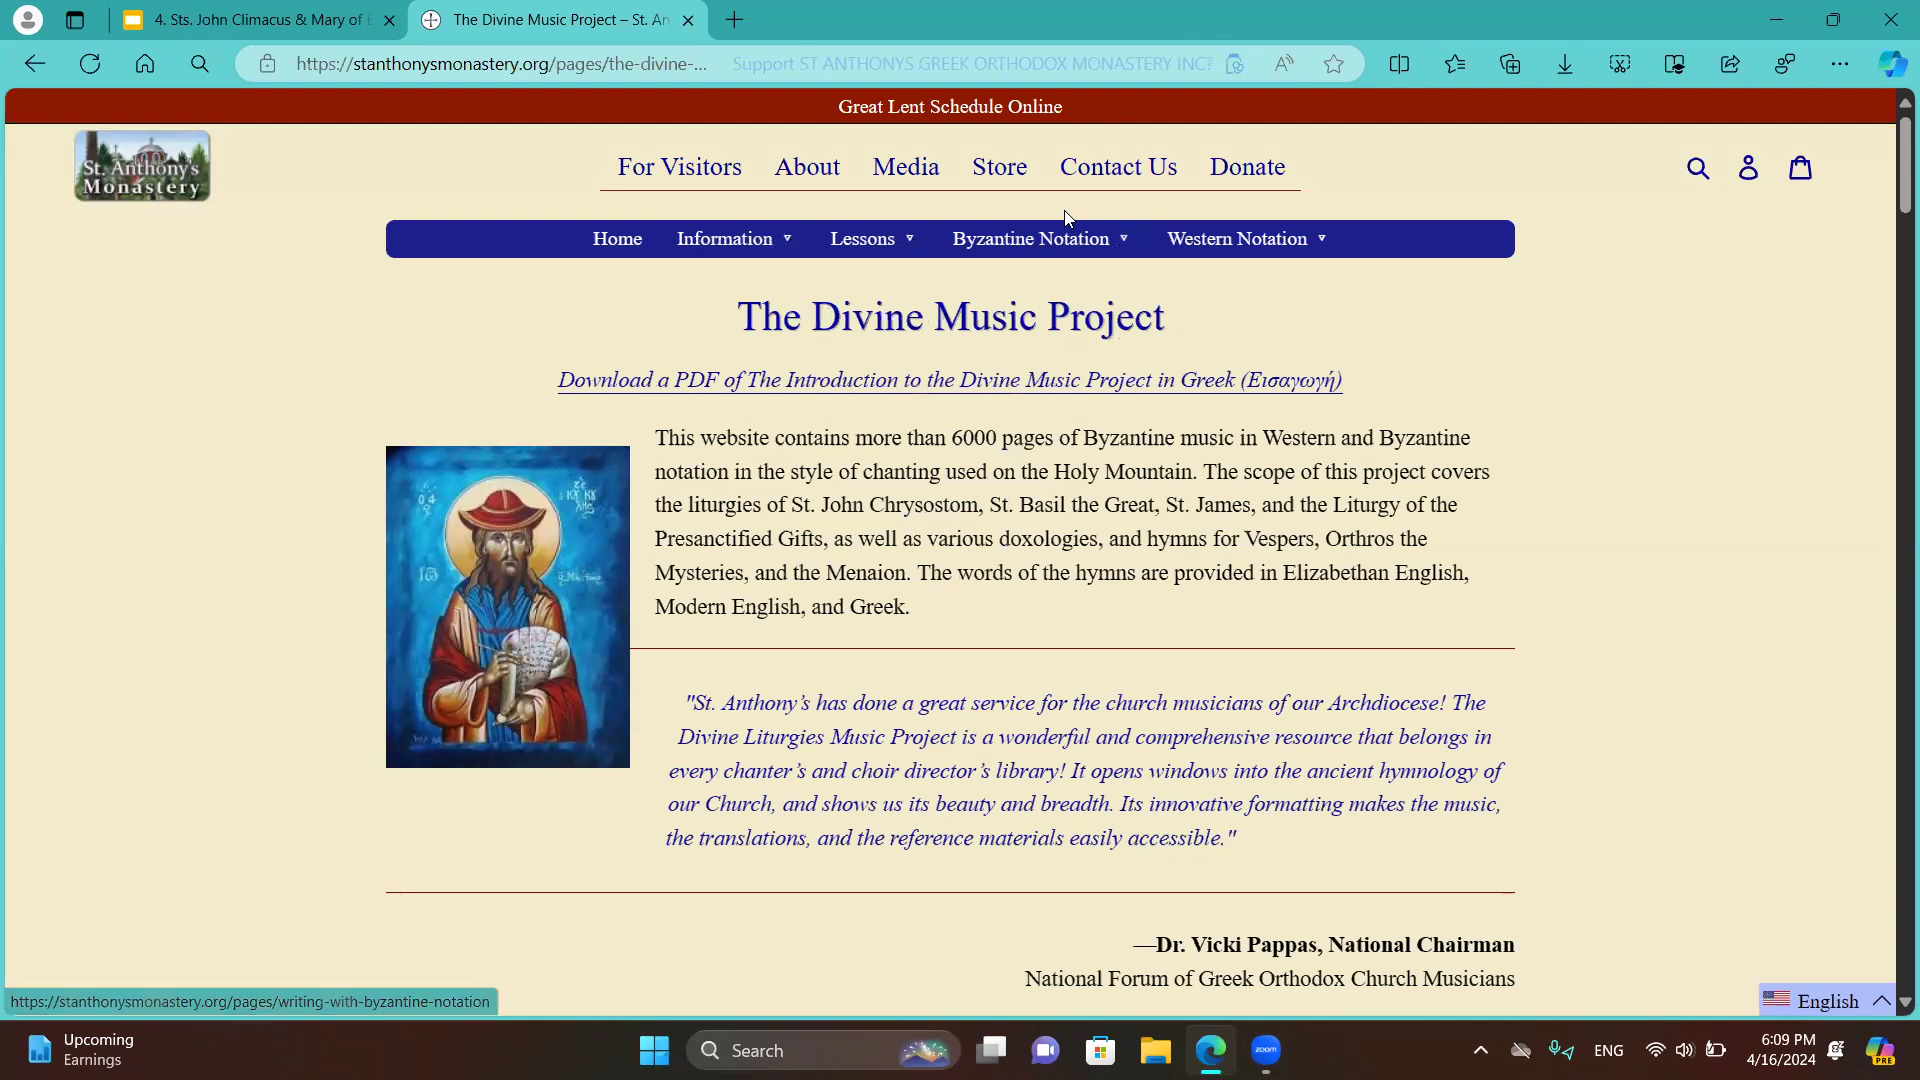 4. Sts. John Climacus & Mary of E
The Divine Music Project – St. An
https://stanthonysmonastery.org/pages/the-divine-...
Support ST ANTHONYS GREEK ORTHODOX MONASTERY INC?
Great Lent Schedule Online
St. Anthony's
Monastery
For Visitors About Media Store Contact Us Donate
Home Information Lessons Byzantine Notation Western Notation
The Divine Music Project
Download a PDF of The Introduction to the Divine Music Project in Greek (Εισαγωγή)
This website contains more than 6000 pages of Byzantine music in Western and Byzantine
notation in the style of chanting used on the Holy Mountain. The scope of this project covers
the liturgies of St. John Chrysostom, St. Basil the Great, St. James, and the Liturgy of the
Presanctified Gifts, as well as various doxologies, and hymns for Vespers, Orthros the
Mysteries, and the Menaion. The words of the hymns are provided in Elizabethan English,
Modern English, and Greek.
"St. Anthony’s has done a great service for the church musicians of our Archdiocese! The
Divine Liturgies Music Project is a wonderful and comprehensive resource that belongs in
every chanter’s and choir director’s library! It opens windows into the ancient hymnology of
our Church, and shows us its beauty and breadth. Its innovative formatting makes the music,
the translations, and the reference materials easily accessible."
—Dr. Vicki Pappas, National Chairman
National Forum of Greek Orthodox Church Musicians
https://stanthonysmonastery.org/pages/writing-with-byzantine-notation
English
Upcoming
Earnings
Search
zoom
ENG
6:09 PM
4/16/2024
PRE